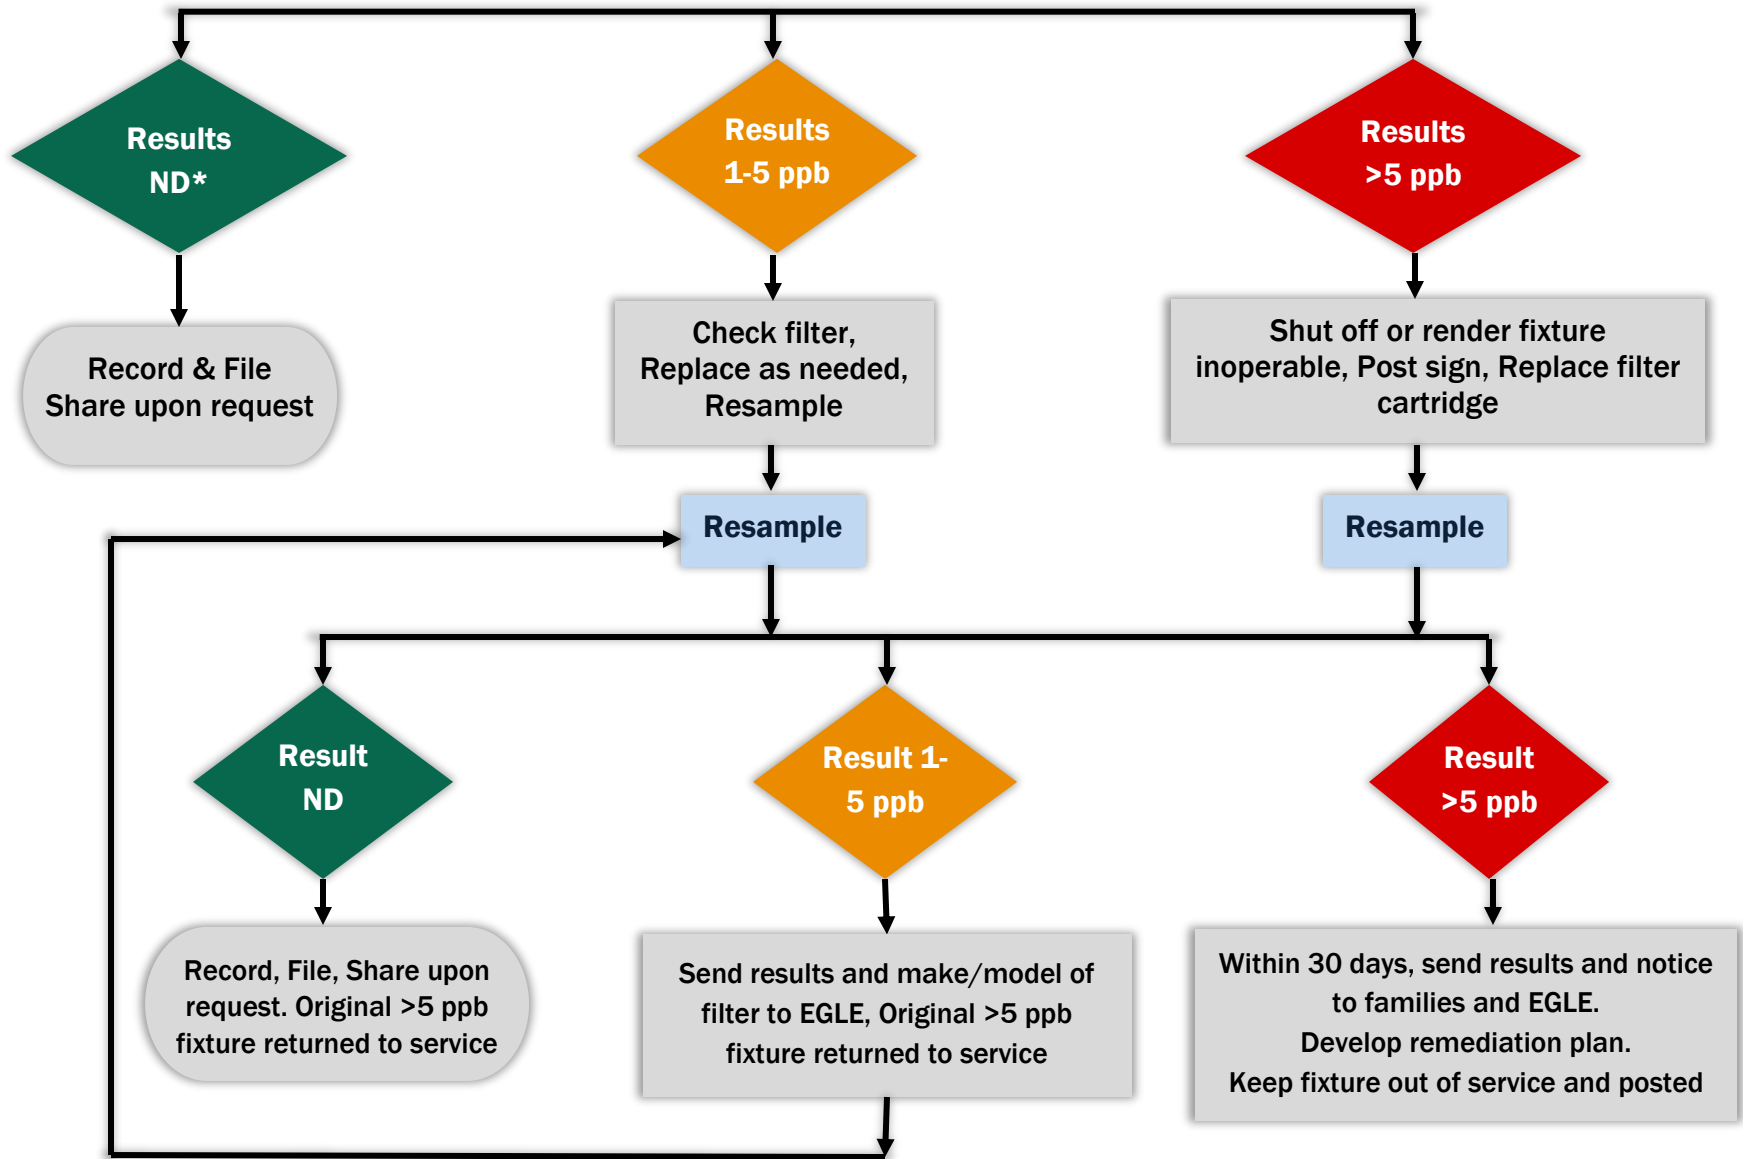 Results
ND*
Results
1-5 ppb
Results
>5 ppb
Record & File
Share upon request
Check filter,
Replace as needed,
Resample
Shut off or render fixture
inoperable, Post sign, Replace filter
cartridge
Resample
Resample
Result
ND
Result 1-
5 ppb
Result
>5 ppb
Record, File, Share upon
request. Original >5 ppb
fixture returned to service
Send results and make/model of
filter to EGLE, Original >5 ppb
fixture returned to service
Within 30 days, send results and notice
to families and EGLE.
Develop remediation plan.
Keep fixture out of service and posted